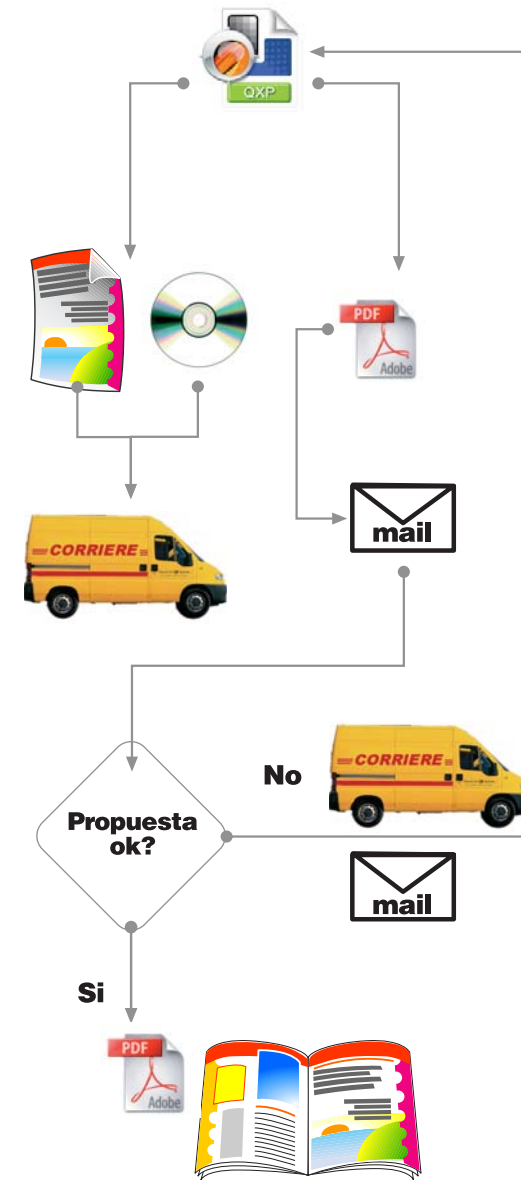 QXP
PDF
Adobe
CORRIERE
mail
No
CORRIERE
Propuesta
ok?
mail
Si
PDF
Adobe